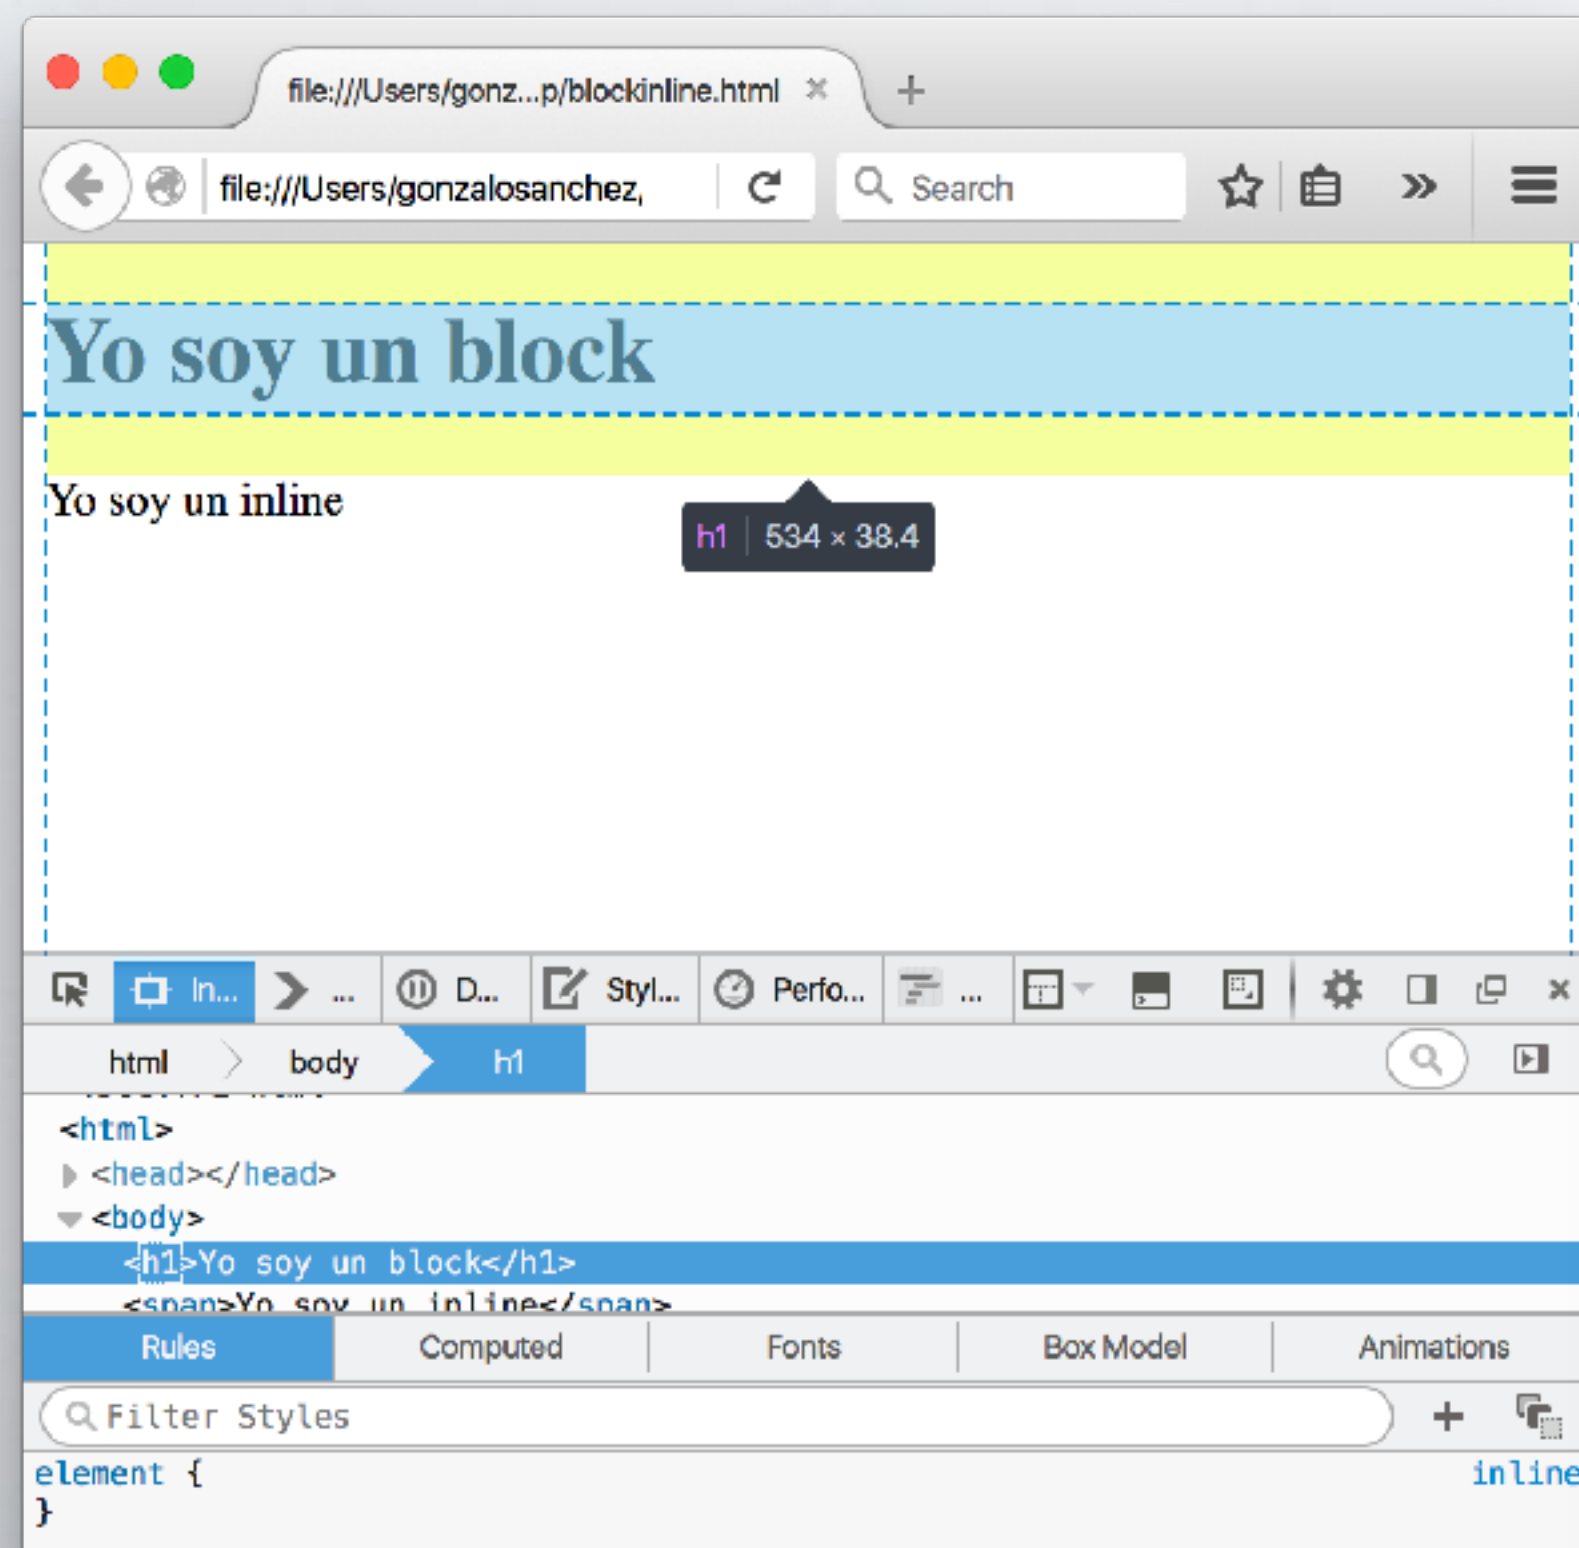 file:///Users/gonz...p/blockinline.html
file:///Users/gonzalosanchez,
Search
Yo soy un block
Yo soy un inline
h1 534 × 38.4
In... ... D... Styl... Perfo... ...
html body h1
<html>
<head></head>
<body>
<h1>Yo soy un block</h1>
<span>Yo soy un inline</span>
Rules Computed Fonts Box Model Animations
Filter Styles
element { inline
}